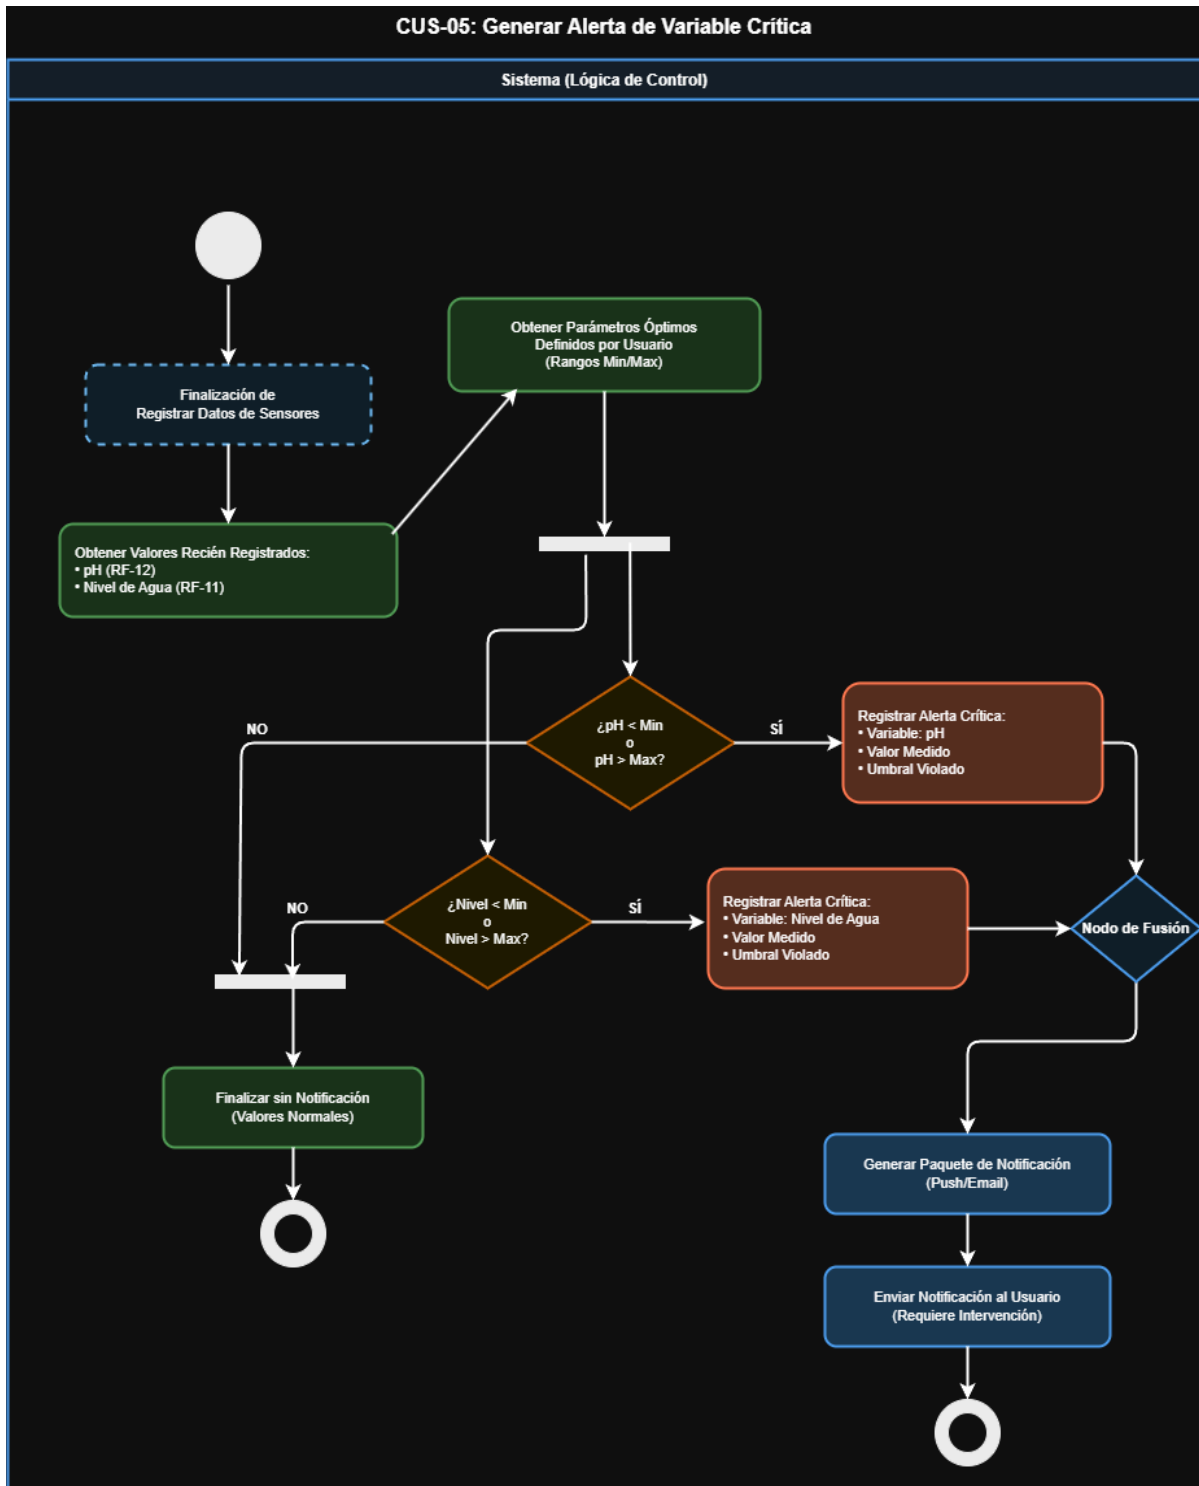 CUS-05: Generar Alerta de Variable Crítica
Sistema (Lógica de Control)
Obtener Parámetros Óptimos
Definidos por Usuario
(Rangos Min/Max)
Finalización de
Registrar Datos de Sensores
Obtener Valores Recién Registrados:
• pH (RF-12)
• Nivel de Agua (RF-11)
¿pH < Min
o
pH > Max?
NO
SÍ
Registrar Alerta Crítica:
• Variable: pH
• Valor Medido
• Umbral Violado
¿Nivel < Min
o
Nivel > Max?
NO
SÍ
Registrar Alerta Crítica:
• Variable: Nivel de Agua
• Valor Medido
• Umbral Violado
Nodo de Fusión
Finalizar sin Notificación
(Valores Normales)
Generar Paquete de Notificación
(Push/Email)
Enviar Notificación al Usuario
(Requiere Intervención)